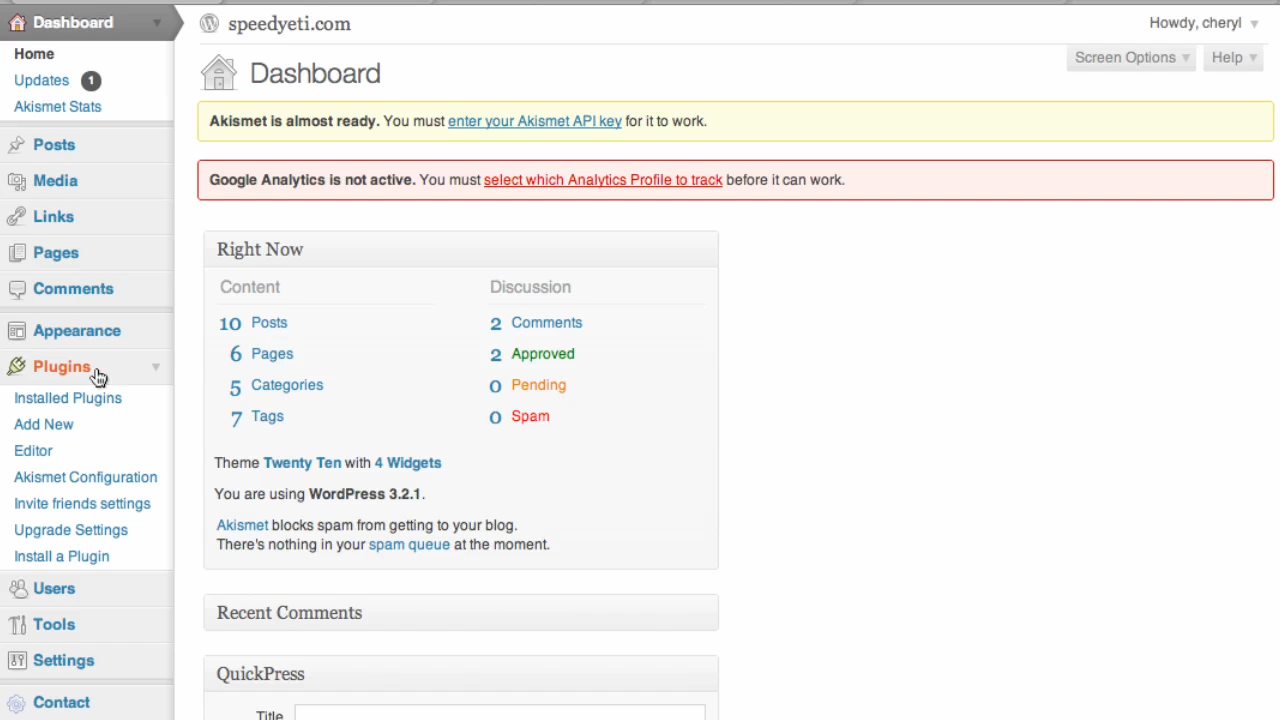 Dashboard
Home
Updates 1
Akismet Stats
Posts
Media
Links
Pages
Comments
Appearance
Plugins
Installed Plugins
Add New
Editor
Akismet Configuration
Invite friends settings
Upgrade Settings
Install a Plugin
Users
Tools
Settings
Contact
speedyeti.com
Howdy, cheryl
Screen Options
Help
Dashboard
Akismet is almost ready. You must enter your Akismet API key for it to work.
Google Analytics is not active. You must select which Analytics Profile to track before it can work.
Right Now
Content
10 Posts
6 Pages
5 Categories
7 Tags
Discussion
2 Comments
2 Approved
0 Pending
0 Spam
Theme Twenty Ten with 4 Widgets
You are using WordPress 3.2.1.
Akismet blocks spam from getting to your blog.
There's nothing in your spam queue at the moment.
Recent Comments
QuickPress
Title